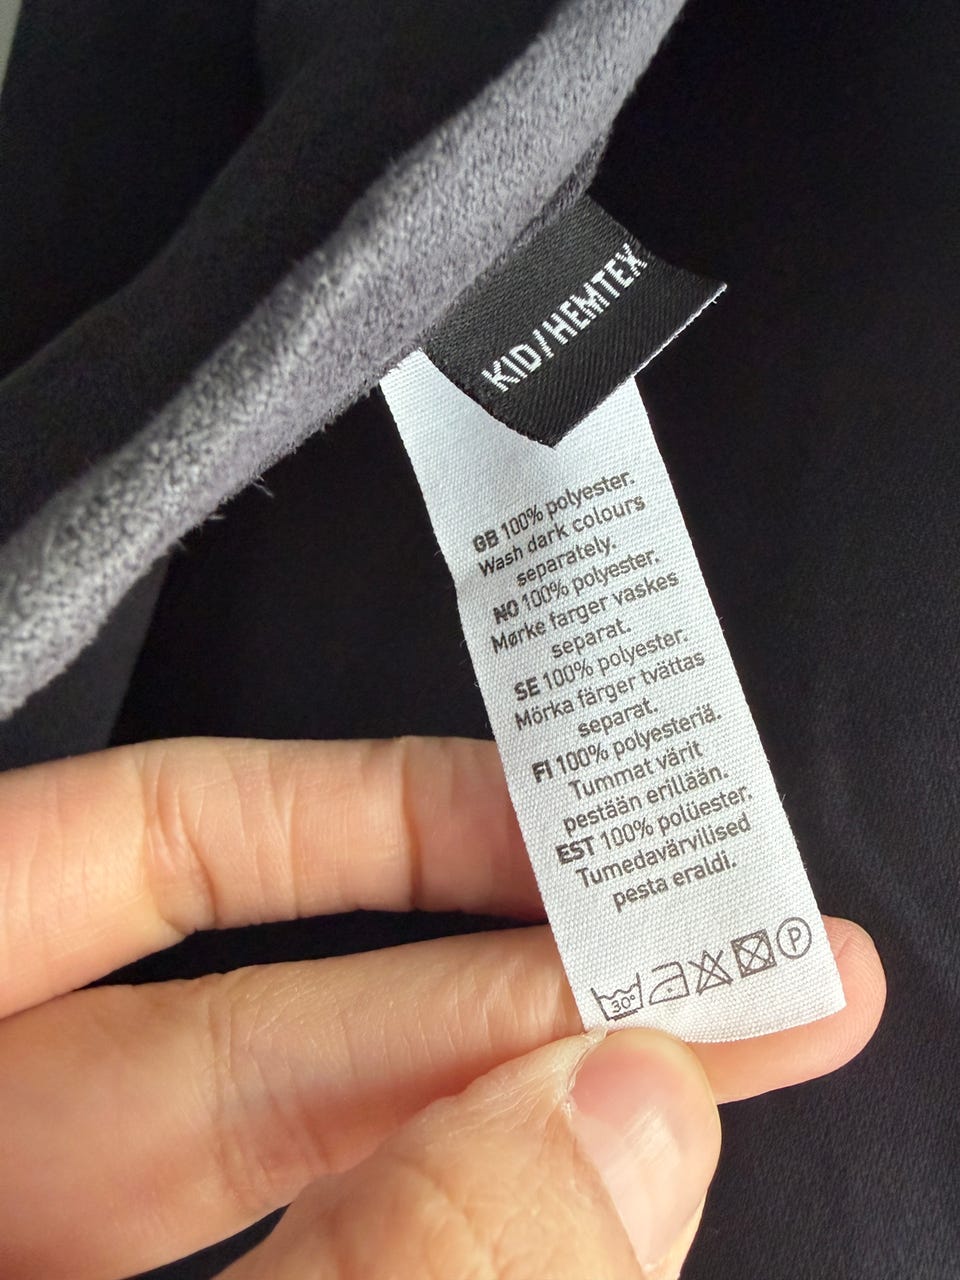 KID/HEMTEX
GB 100% polyester.
Wash dark colours
separately.
NO 100% polyester.
Mørke farger vaskes
separat.
SE 100% polyester.
Mörka färger tvättas
separat.
FI 100% polyesteriä.
Tummat värit
pestään erillään.
EST 100% polüester.
Tumedavärvilised
pesta eraldi.
30° P